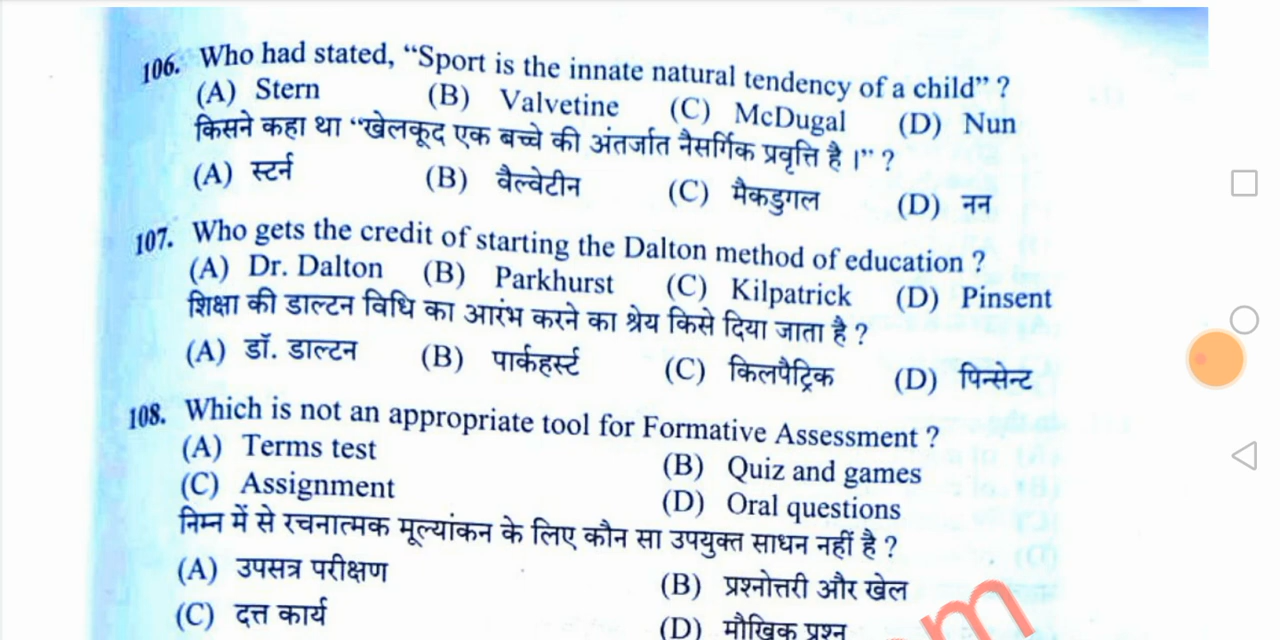 106. Who had stated, “Sport is the innate natural tendency of a child” ?
(A) Stern (B) Valvetine (C) McDugal (D) Nun
किसने कहा था “खेलकूद एक बच्चे की अंतर्जात नैसर्गिक प्रवृत्ति है ।” ?
(A) स्टर्न (B) वैल्वेटीन (C) मैकडुगल (D) नन
107. Who gets the credit of starting the Dalton method of education ?
(A) Dr. Dalton (B) Parkhurst (C) Kilpatrick (D) Pinsent
शिक्षा की डाल्टन विधि का आरंभ करने का श्रेय किसे दिया जाता है ?
(A) डॉ. डाल्टन (B) पार्कहर्स्ट (C) किलपैट्रिक (D) पिन्सेन्ट
108. Which is not an appropriate tool for Formative Assessment ?
(A) Terms test (B) Quiz and games
(C) Assignment (D) Oral questions
निम्न में से रचनात्मक मूल्यांकन के लिए कौन सा उपयुक्त साधन नहीं है ?
(A) उपसत्र परीक्षण (B) प्रश्नोत्तरी और खेल
(C) दत्त कार्य (D) मौखिक प्रश्न
om